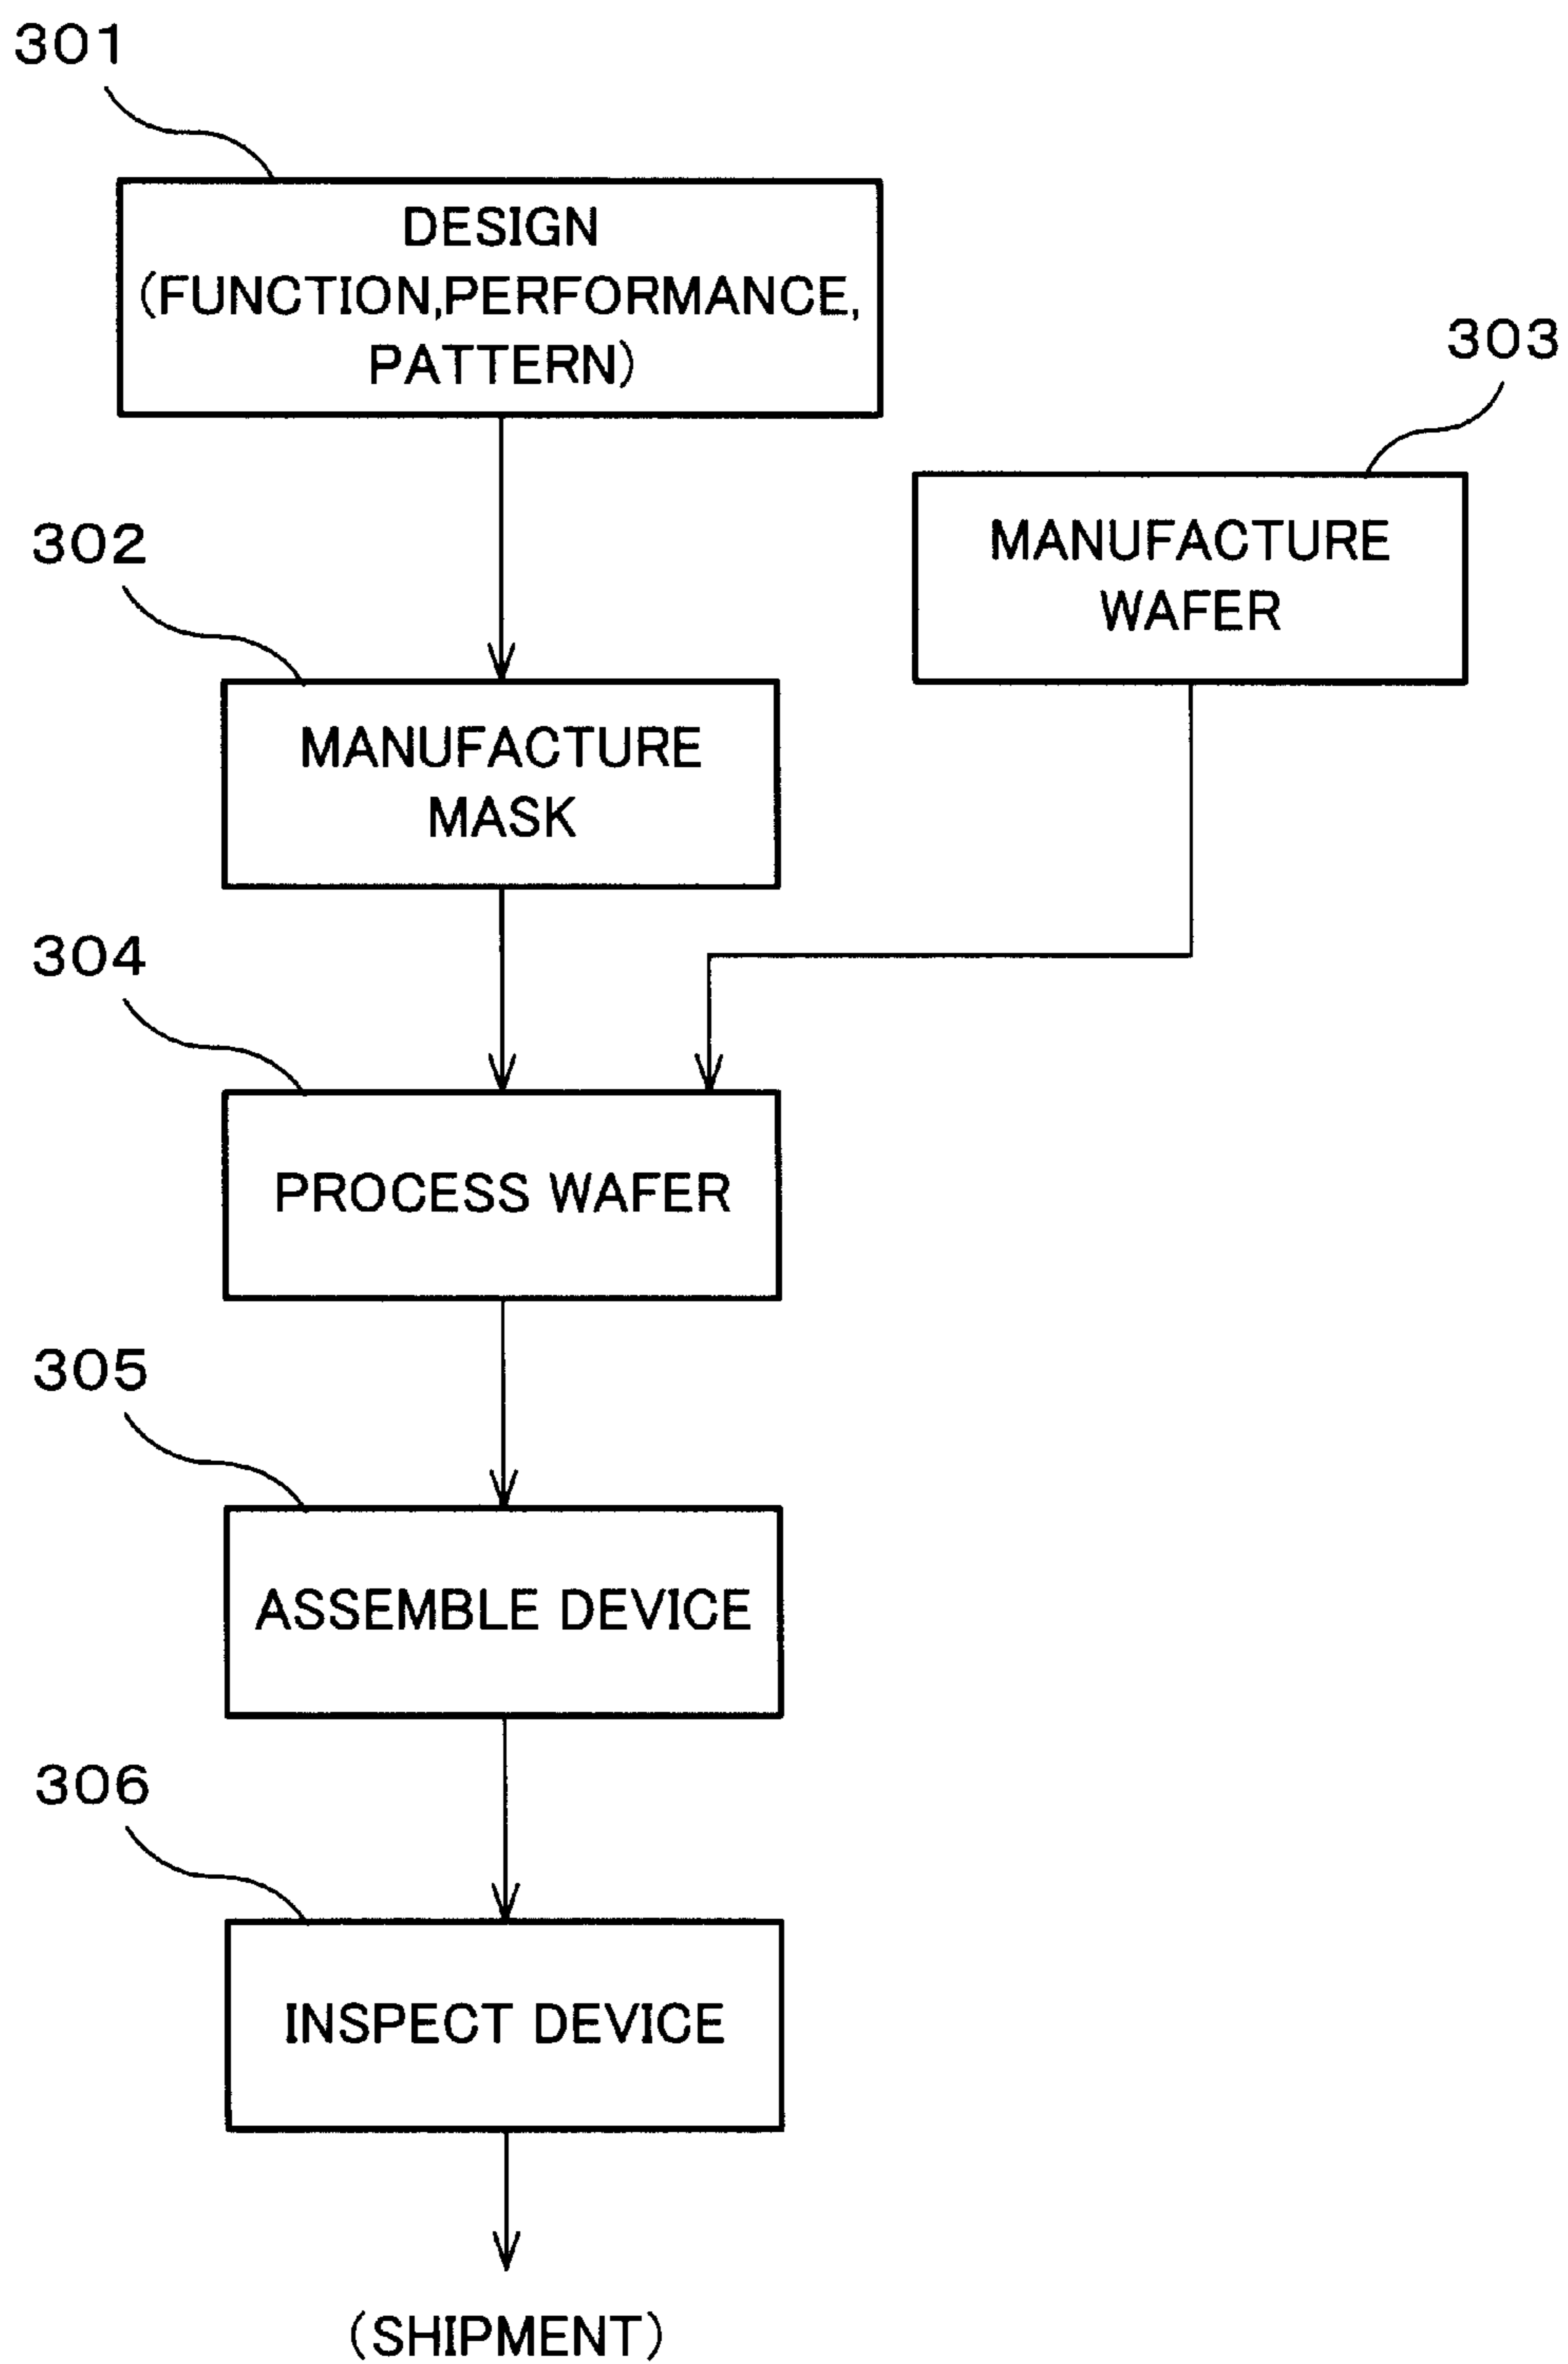 301
DESIGN
(FUNCTION,PERFORMANCE,
PATTERN)
303
MANUFACTURE
WAFER
302
MANUFACTURE
MASK
304
PROCESS WAFER
305
ASSEMBLE DEVICE
306
INSPECT DEVICE
(SHIPMENT)